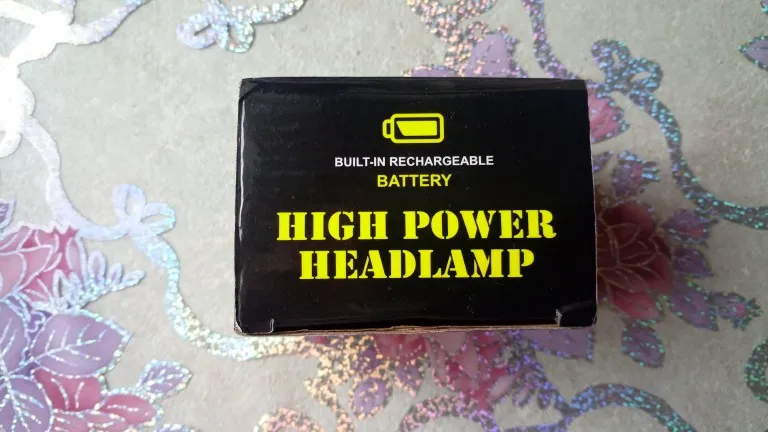 BUILT-IN RECHARGEABLE
BATTERY
HIGH POWER
HEADLAMP